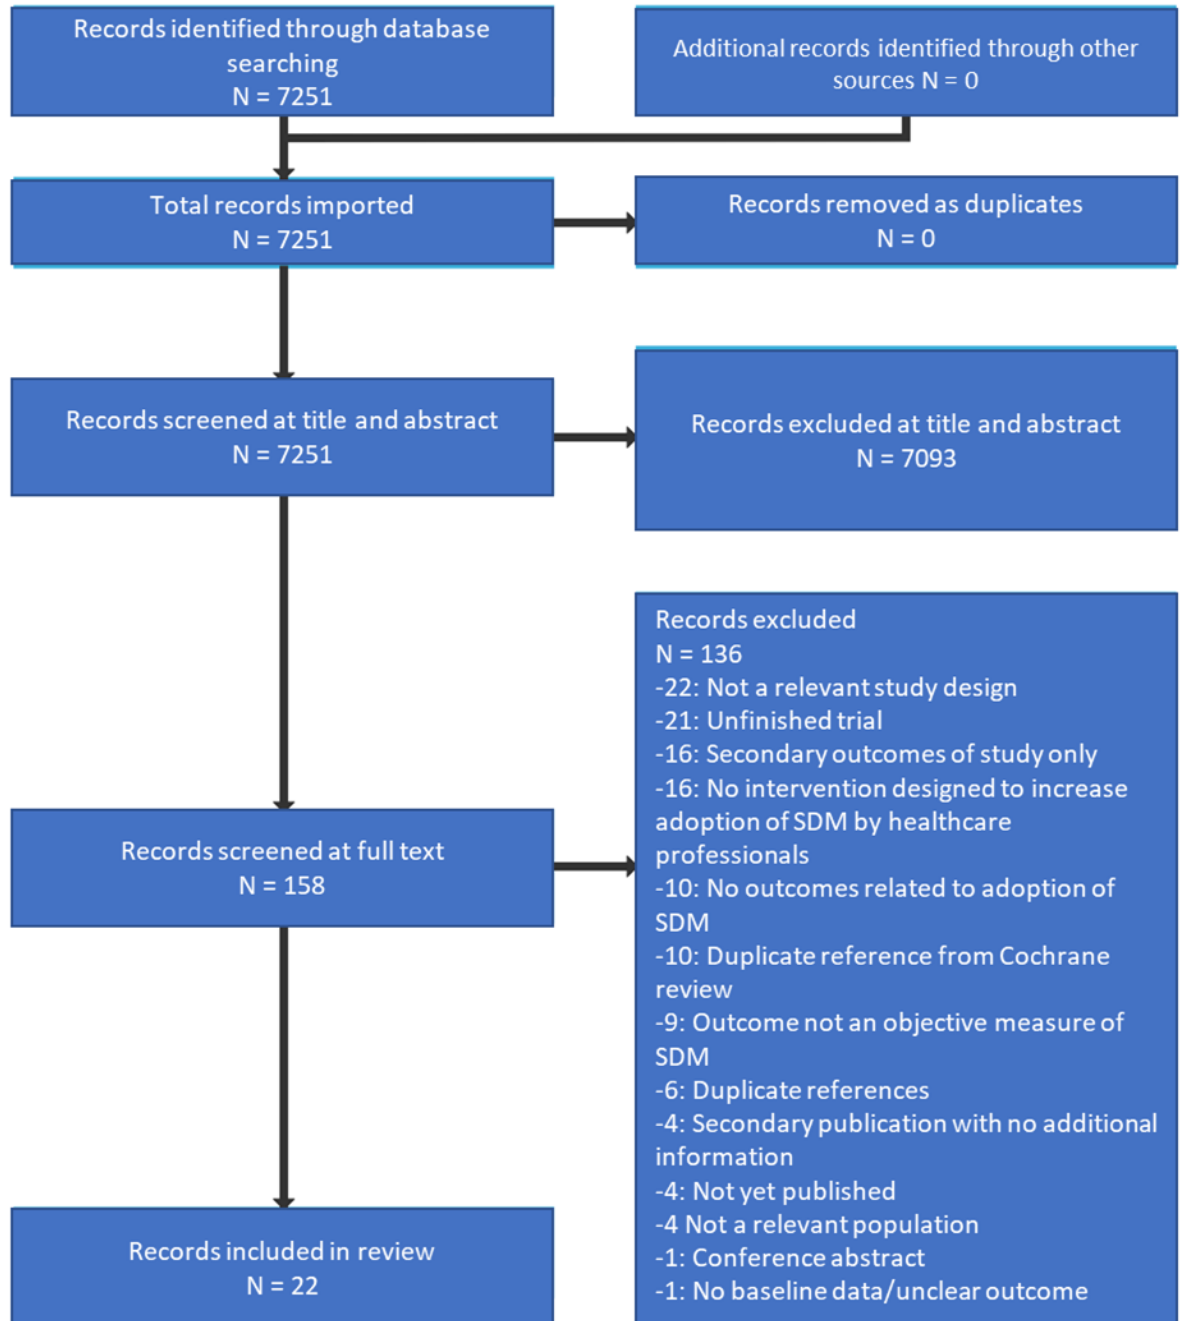 Records identified through database
searching
N = 7251
Additional records identified through other
sources N = 0
Total records imported
N = 7251
Records removed as duplicates
N = 0
Records screened at title and abstract
N = 7251
Records excluded at title and abstract
N = 7093
Records screened at full text
N = 158
Records excluded
N = 136
-22: Not a relevant study design
-21: Unfinished trial
-16: Secondary outcomes of study only
-16: No intervention designed to increase
adoption of SDM by healthcare
professionals
-10: No outcomes related to adoption of
SDM
-10: Duplicate reference from Cochrane
review
-9: Outcome not an objective measure of
SDM
-6: Duplicate references
-4: Secondary publication with no additional
information
-4: Not yet published
-4 Not a relevant population
-1: Conference abstract
-1: No baseline data/unclear outcome
Records included in review
N = 22